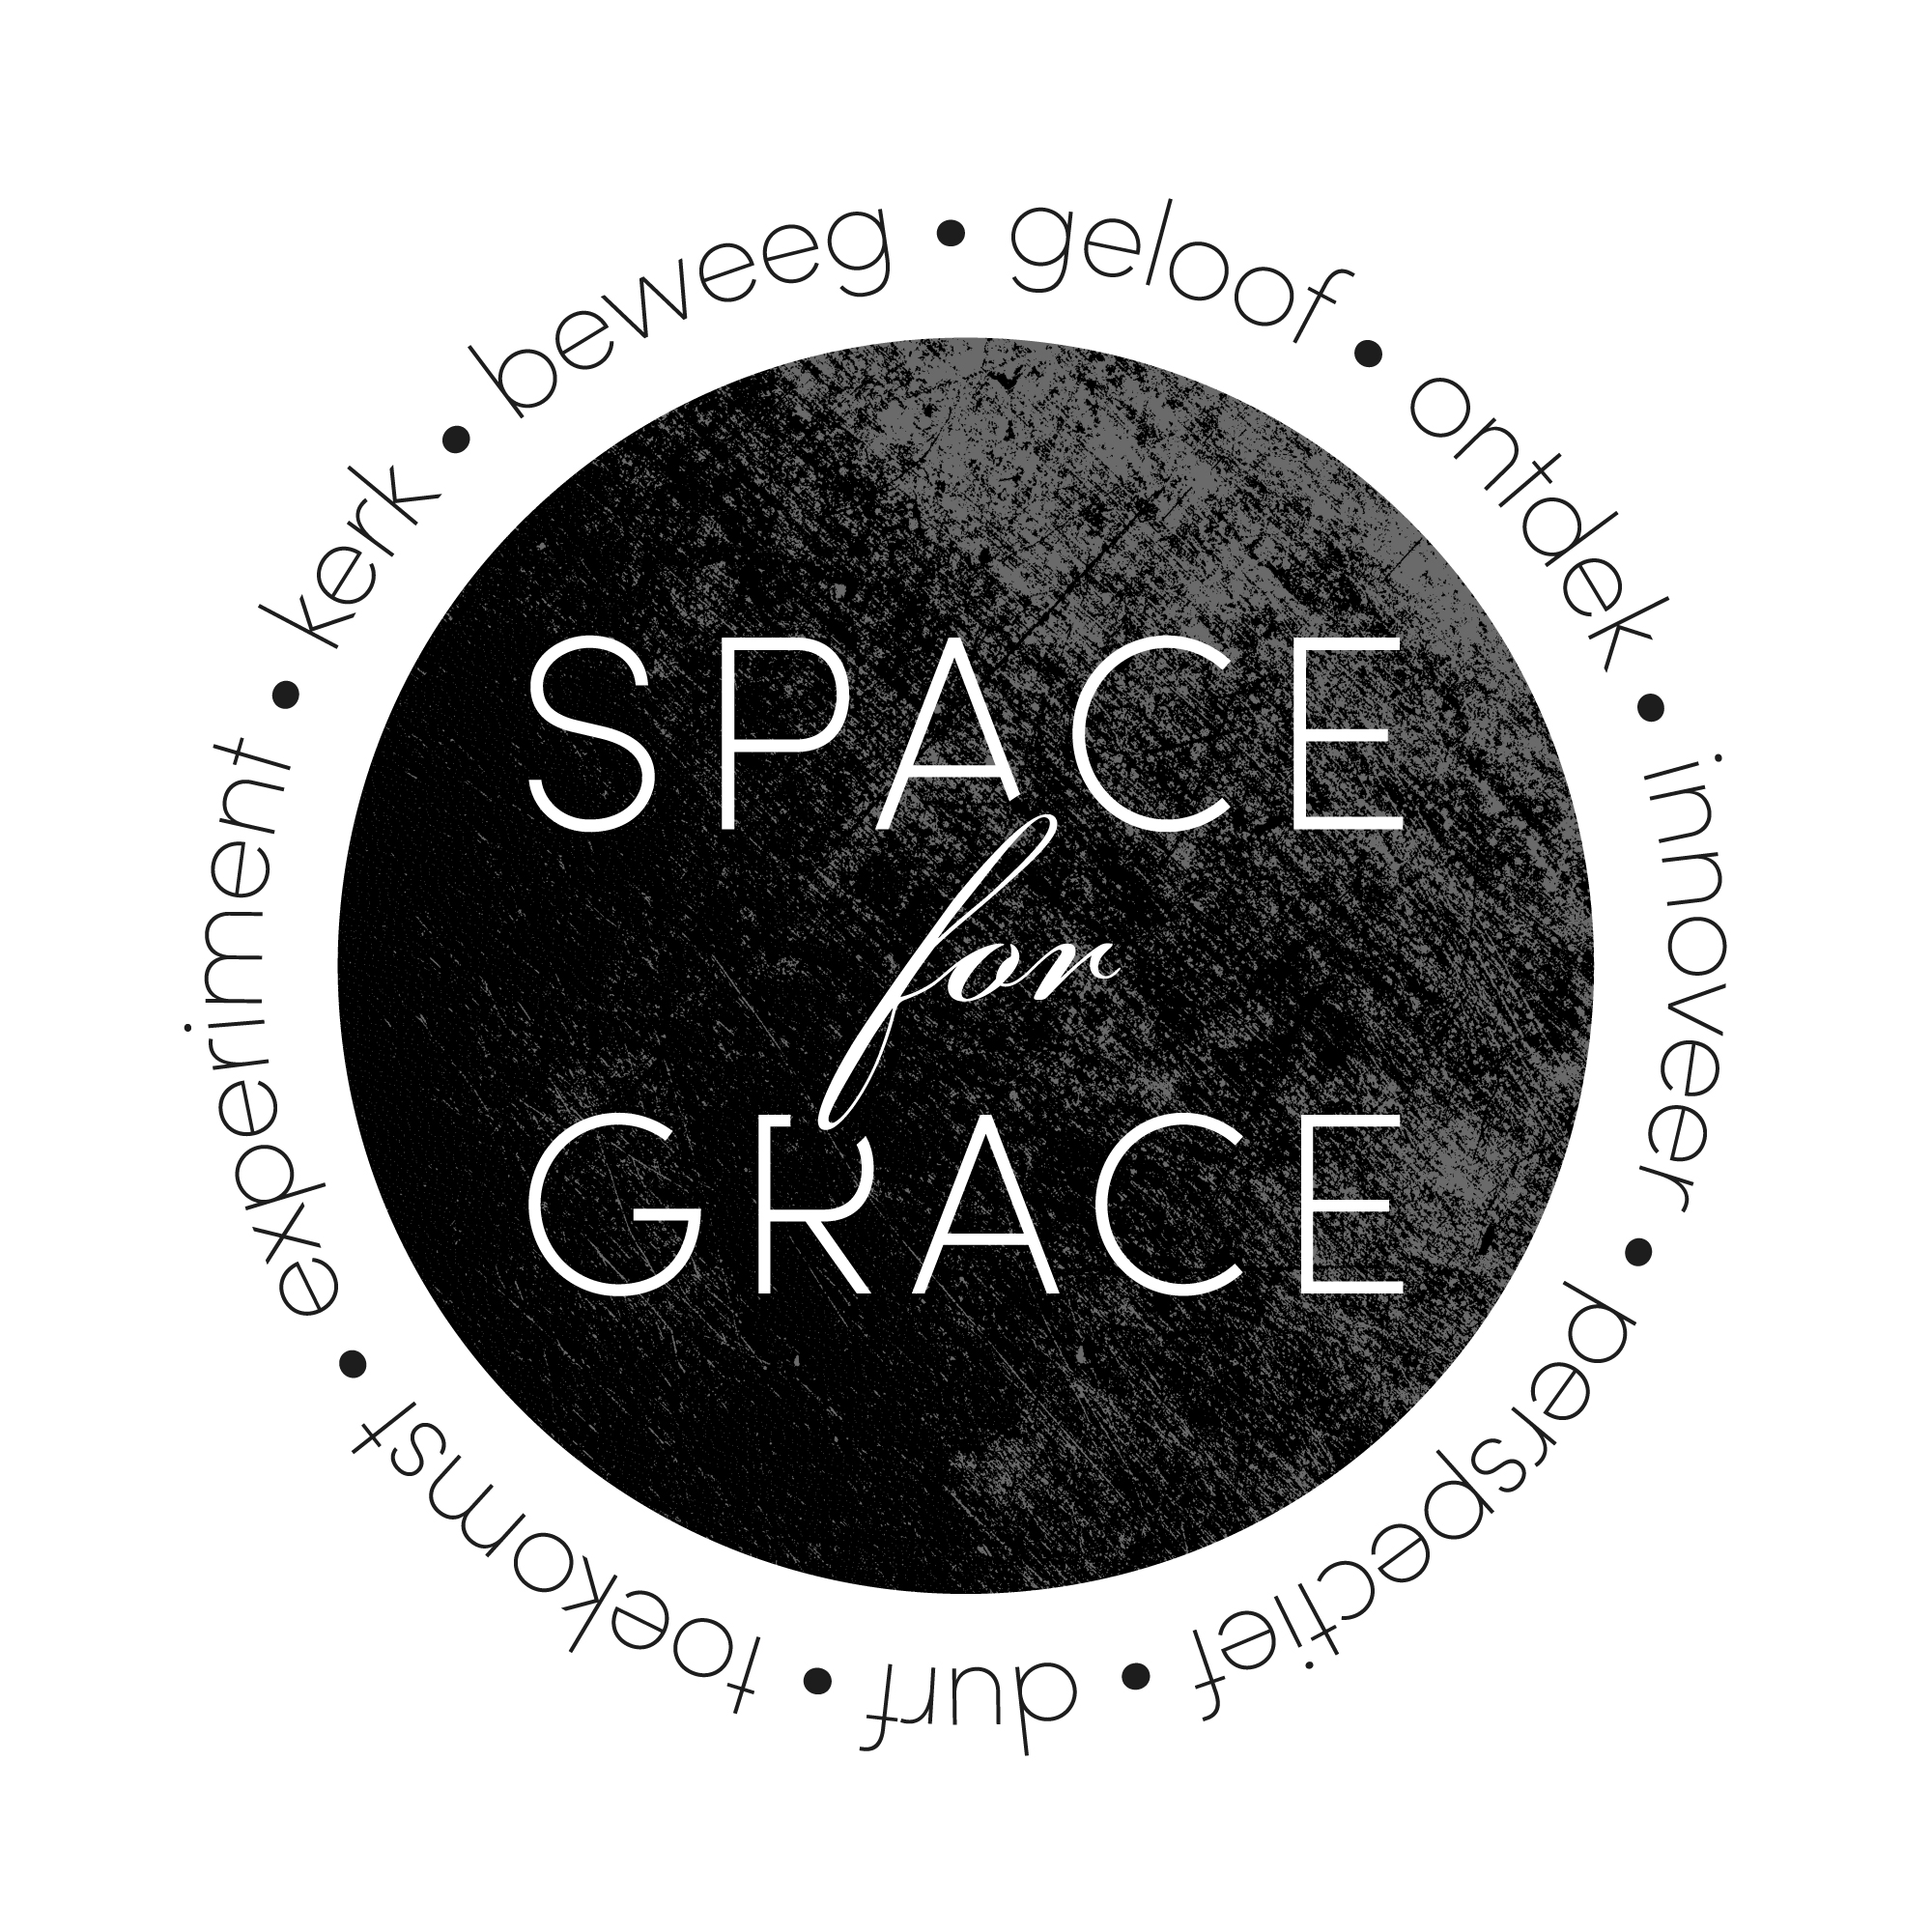 SPACE
for
GRACE
geloof • ontdek • innoveer • perspectief • durf • toekomst • experiment • kerk • beweeg •